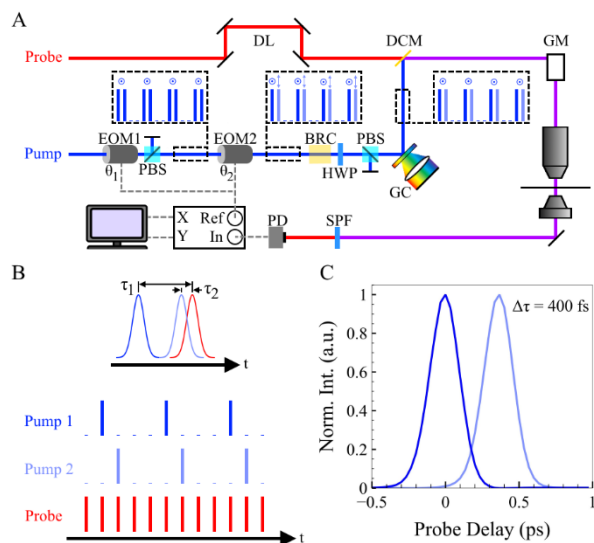 A
Probe
DL
DCM
GM
EOM1
EOM2
BRC
PBS
Pump
θ1
PBS
θ2
HWP
GC
X
Ref
Y
In
PD
SPF
B
C
τ1
τ2
t
Pump 1
Pump 2
Probe
t
Δτ = 400 fs
Norm. Int. (a.u.)
1
0.8
0.6
0.4
0.2
0
−0.5
0
0.5
1
Probe Delay (ps)